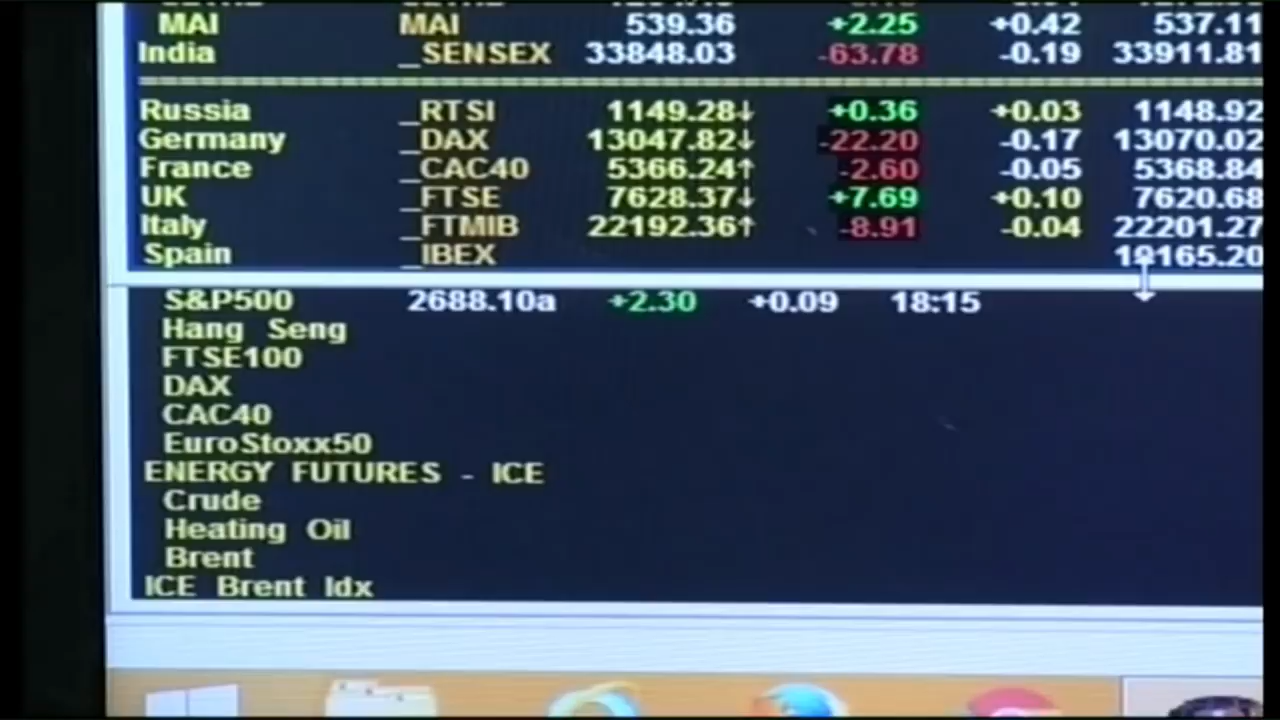 MAI MAI 539.36 +2.25 +0.42 537.11
India _SENSEX 33848.03 -63.78 -0.19 33911.81
Russia _RTSI 1149.28↓ +0.36 +0.03 1148.92
Germany _DAX 13047.82↓ -22.20 -0.17 13070.02
France _CAC40 5366.24↑ -2.60 -0.05 5368.84
UK _FTSE 7628.37↓ +7.69 +0.10 7620.68
Italy _FTMIB 22192.36↑ -8.91 -0.04 22201.27
Spain _IBEX
S&P500 2688.10a +2.30 +0.09 18:15
Hang Seng
FTSE100
DAX
CAC40
EuroStoxx50
ENERGY FUTURES - ICE
Crude
Heating Oil
Brent
ICE Brent Idx